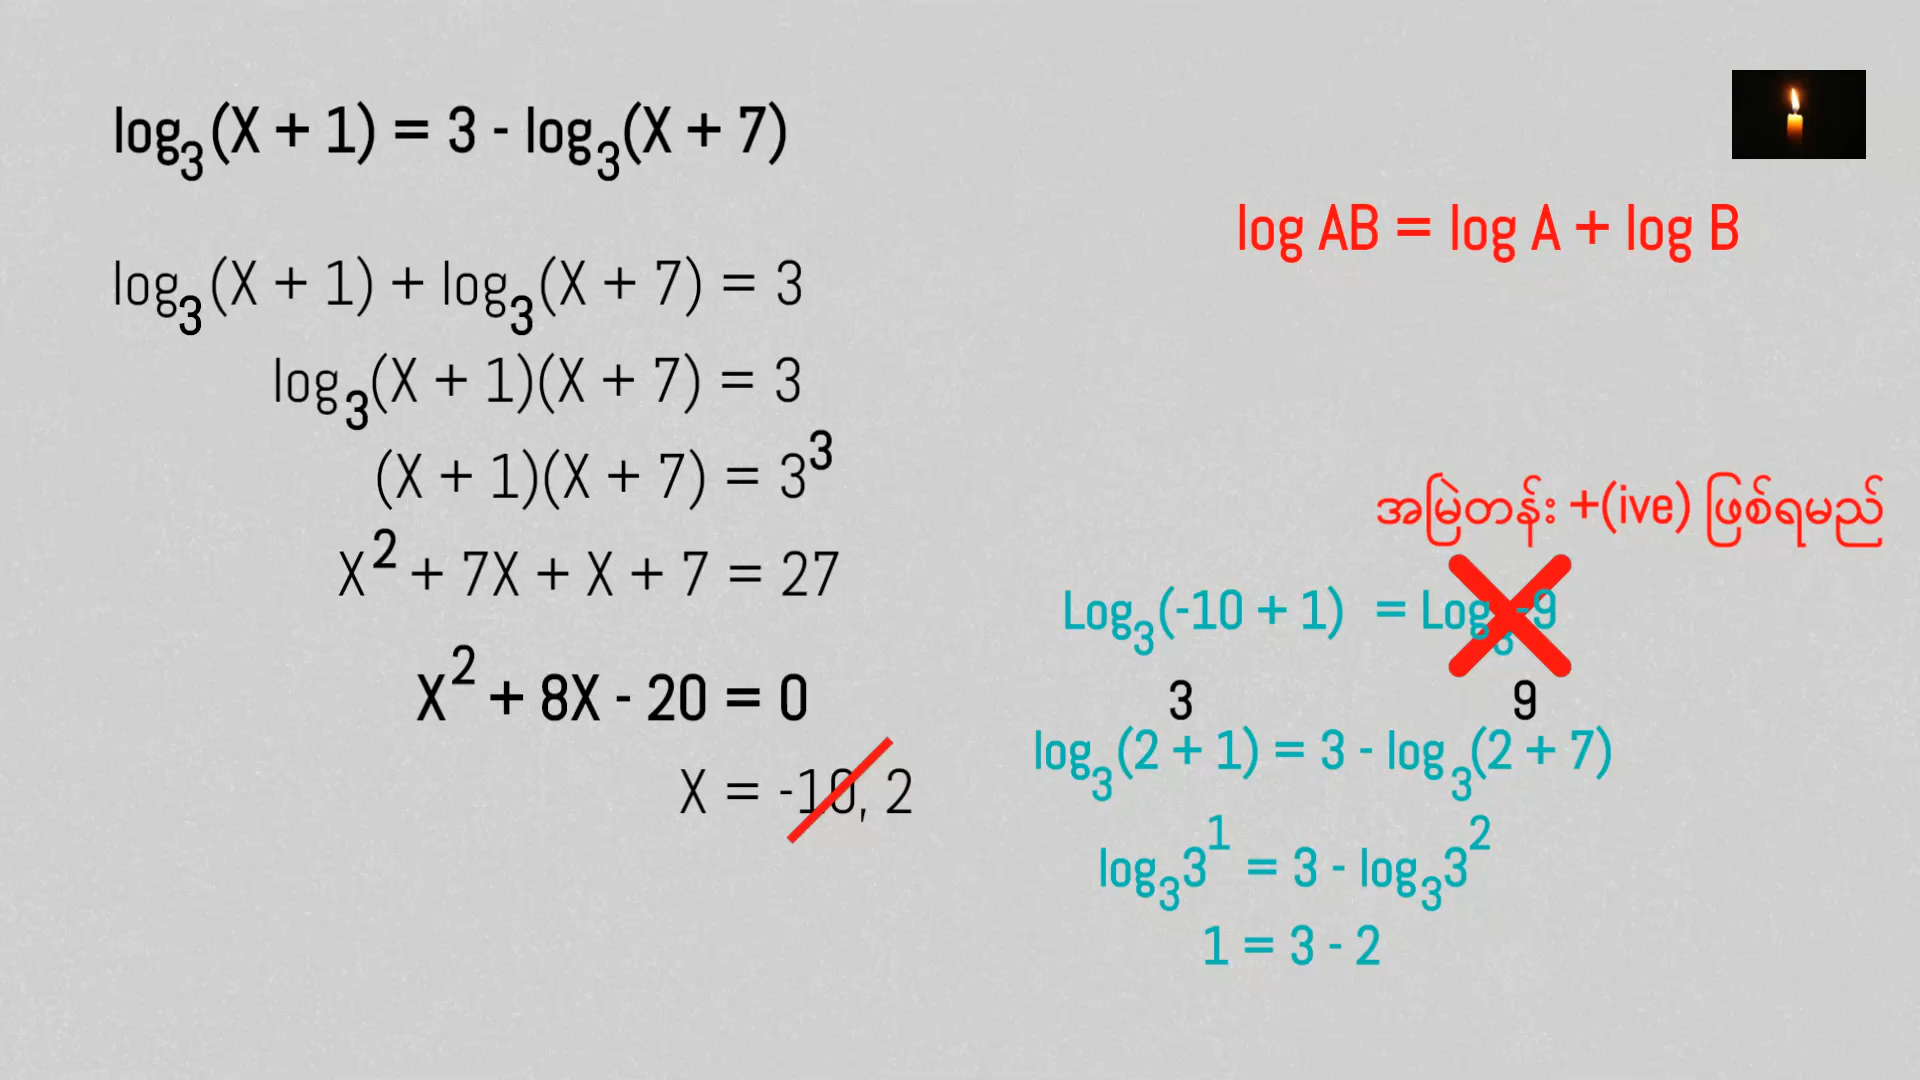 log₃(X + 1) = 3 - log₃(X + 7)
log₃(X + 1) + log₃(X + 7) = 3
log₃(X + 1)(X + 7) = 3
(X + 1)(X + 7) = 3³
X² + 7X + X + 7 = 27
X² + 8X - 20 = 0
X = -10, 2
log AB = log A + log B
အမြဲတန်း +(ive) ဖြစ်ရမည်
Log₃(-10 + 1) = Log₃-9
3 9
log₃(2 + 1) = 3 - log₃(2 + 7)
log₃3¹ = 3 - log₃3²
1 = 3 - 2